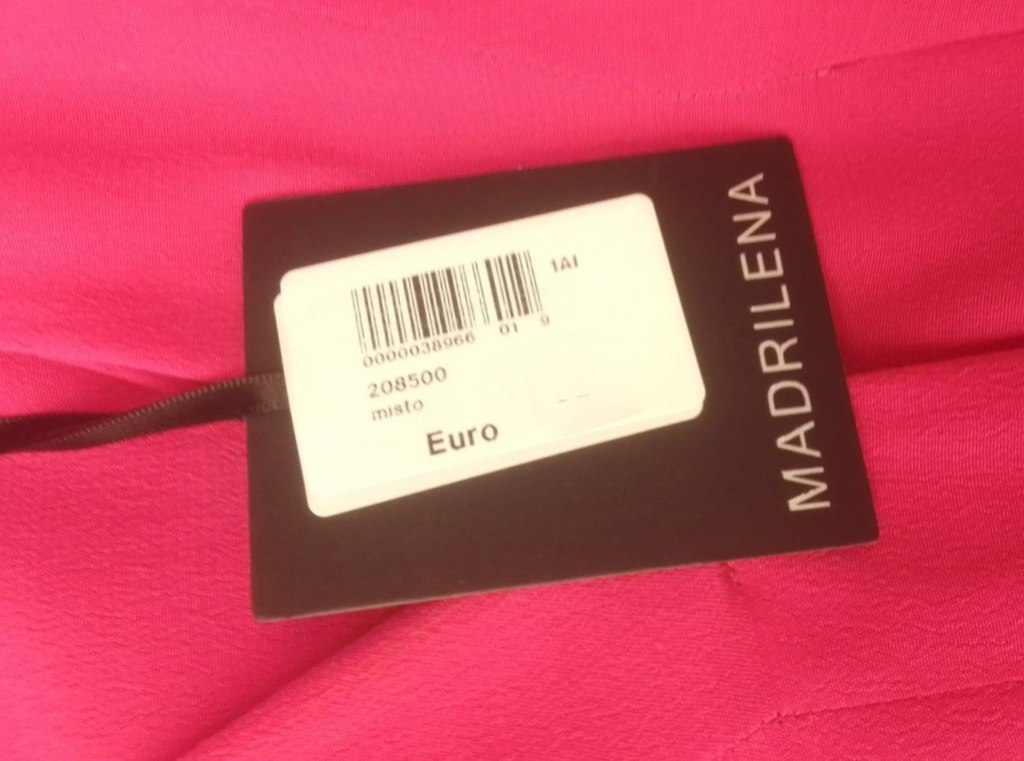 1AI
0000038966 01 9
208500
misto
Euro
MADRILENA